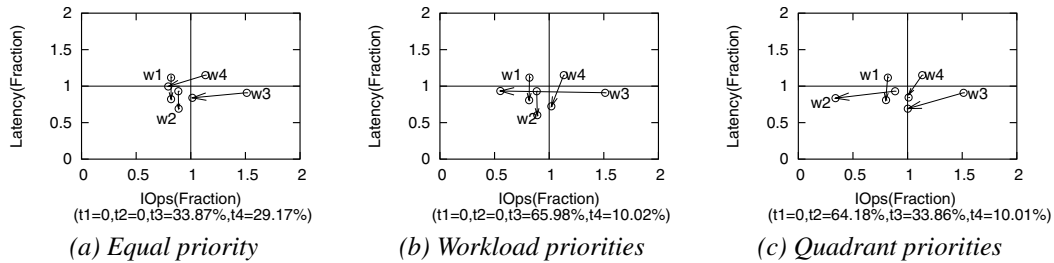 Latency(Fraction)
2
1.5
1
0.5
0
w1
w4
w3
w2
0 0.5 1 1.5 2
IOps(Fraction)
(t1=0,t2=0,t3=33.87%,t4=29.17%)
(a) Equal priority
Latency(Fraction)
2
1.5
1
0.5
0
w1
w4
w3
w2
0 0.5 1 1.5 2
IOps(Fraction)
(t1=0,t2=0,t3=65.98%,t4=10.02%)
(b) Workload priorities
Latency(Fraction)
2
1.5
1
0.5
0
w1
w4
w3
w2
0 0.5 1 1.5 2
IOps(Fraction)
(t1=0,t2=64.18%,t3=33.86%,t4=10.01%)
(c) Quadrant priorities